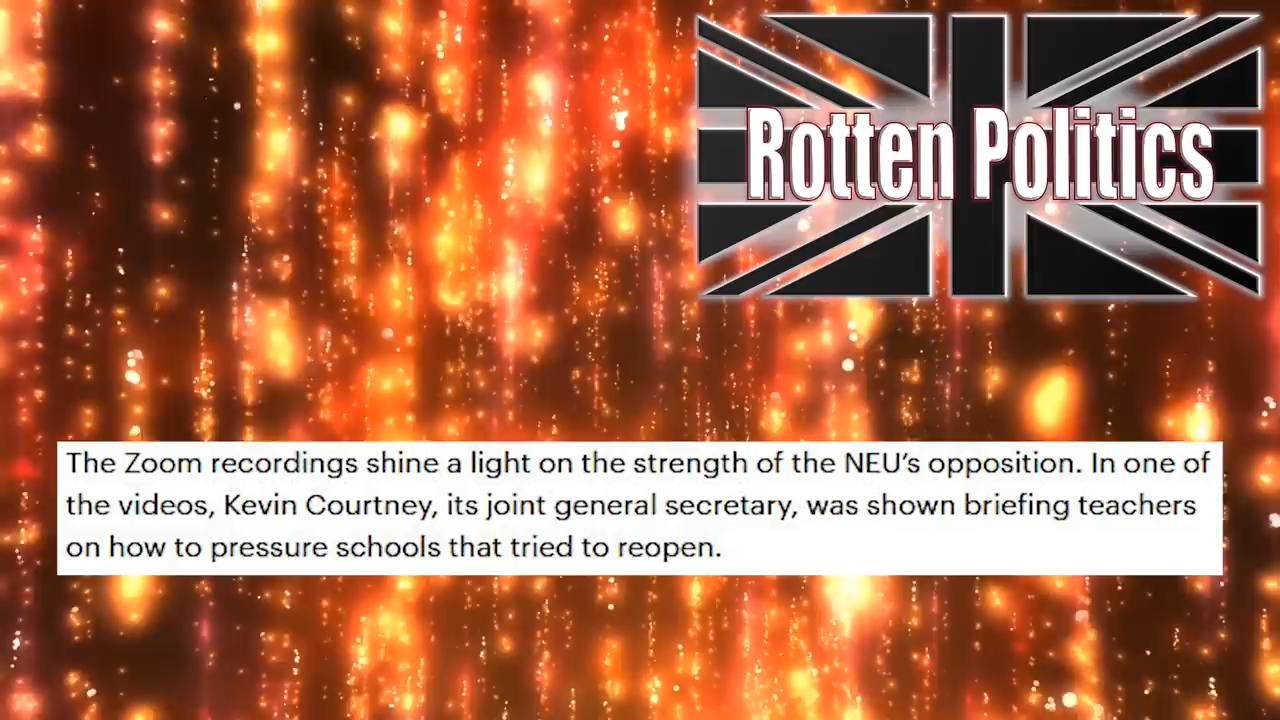 Rotten Politics
The Zoom recordings shine a light on the strength of the NEU’s opposition. In one of
the videos, Kevin Courtney, its joint general secretary, was shown briefing teachers
on how to pressure schools that tried to reopen.